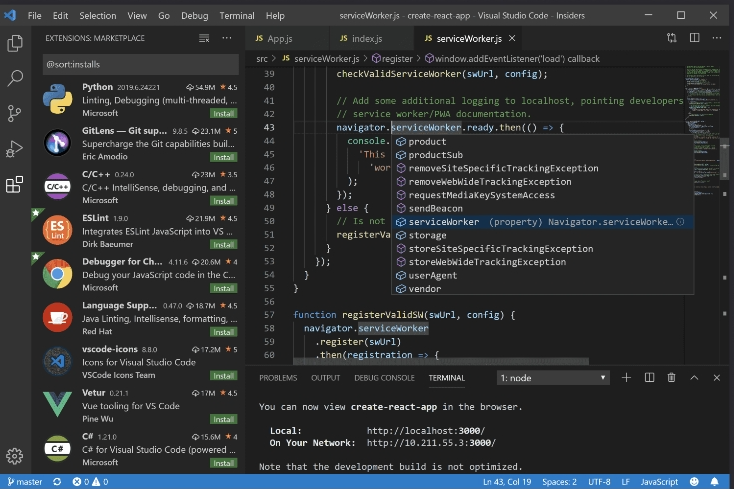 File Edit Selection View Go Debug Terminal Help
serviceWorker.js - create-react-app - Visual Studio Code - Insiders
EXTENSIONS: MARKETPLACE
@sort:installs
Python 2019.6.24221 54.9M 4.5
Linting, Debugging (multi-threaded, ...
Microsoft Install
GitLens — Git sup... 9.8.5 23.1M 5
Supercharge the Git capabilities buil...
Eric Amodio Install
C/C++ 0.24.0 23M 3.5
C/C++ IntelliSense, debugging, and ...
Microsoft Install
ESLint 1.9.0 21.9M 4.5
Integrates ESLint JavaScript into VS ...
Dirk Baeumer Install
Debugger for Ch... 4.11.6 20.6M 4
Debug your JavaScript code in the C...
Microsoft Install
Language Supp... 0.47.0 18.7M 4.5
Java Linting, Intellisense, formatting, ...
Red Hat Install
vscode-icons 8.8.0 17.2M 5
Icons for Visual Studio Code
VSCode Icons Team Install
Vetur 0.21.1 17M 4.5
Vue tooling for VS Code
Pine Wu Install
C# 1.21.0 15.6M 4
C# for Visual Studio Code (powered ...
Microsoft Install
JS App.js JS index.js JS serviceWorker.js
src > JS serviceWorker.js > register > window.addEventListener('load') callback
39 checkValidServiceWorker(swUrl, config);
40
41 // Add some additional logging to localhost, pointing developers
42 // service worker/PWA documentation.
43 navigator.serviceWorker.ready.then(() => {
44 console.
45 'This
46 'wor
47 );
48 });
49 } else {
50 // Is not
51 registerVa
52 }
53 });
54 }
55 }
56
57 function registerValidSW(swUrl, config) {
58 navigator.serviceWorker
59 .register(swUrl)
60 .then(registration => {
product
productSub
removeSiteSpecificTrackingException
removeWebWideTrackingException
requestMediaKeySystemAccess
sendBeacon
serviceWorker (property) Navigator.serviceWorke...
storage
storeSiteSpecificTrackingException
storeWebWideTrackingException
userAgent
vendor
PROBLEMS OUTPUT DEBUG CONSOLE TERMINAL 1: node
You can now view create-react-app in the browser.
Local: http://localhost:3000/
On Your Network: http://10.211.55.3:3000/
Note that the development build is not optimized.
master 0 0 Ln 43, Col 19 Spaces: 2 UTF-8 LF JavaScript